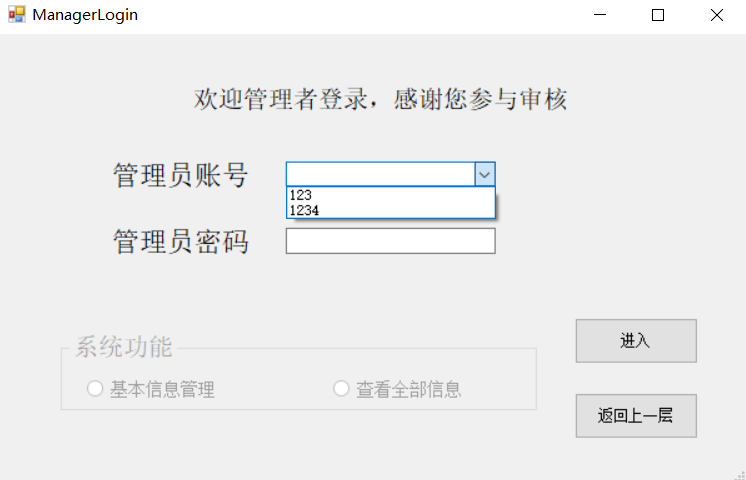 ManagerLogin
欢迎管理者登录，感谢您参与审核
管理员账号
123
1234
管理员密码
系统功能
基本信息管理 查看全部信息
进入
返回上一层